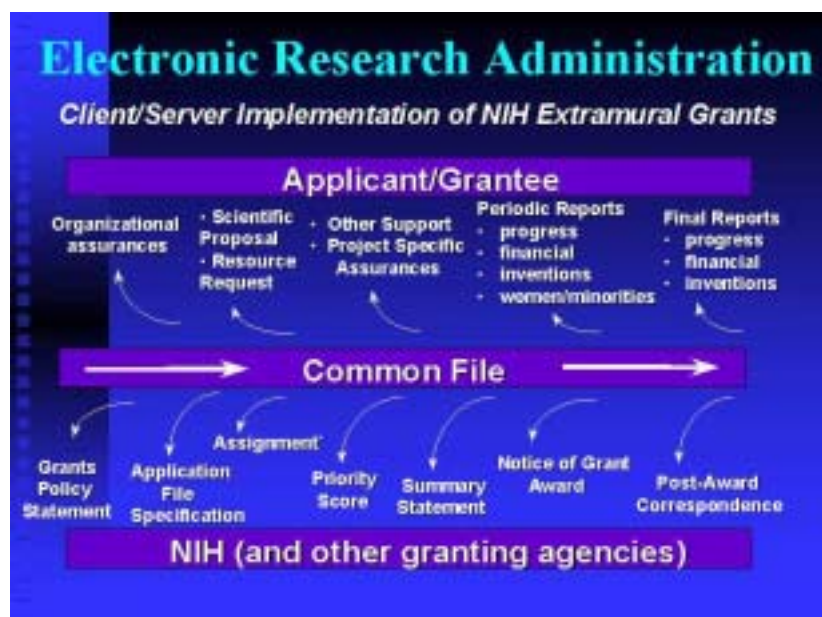 Electronic Research Administration
Client/Server Implementation of NIH Extramural Grants
Applicant/Grantee
Organizational
assurances
• Scientific
Proposal
• Resource
Request
• Other Support
• Project Specific
Assurances
Periodic Reports
• progress
• financial
• inventions
• women/minorities
Final Reports
• progress
• financial
• inventions
Common File
Grants
Policy
Statement
Application
File
Specification
Assignment
Priority
Score
Summary
Statement
Notice of Grant
Award
Post-Award
Correspondence
NIH (and other granting agencies)